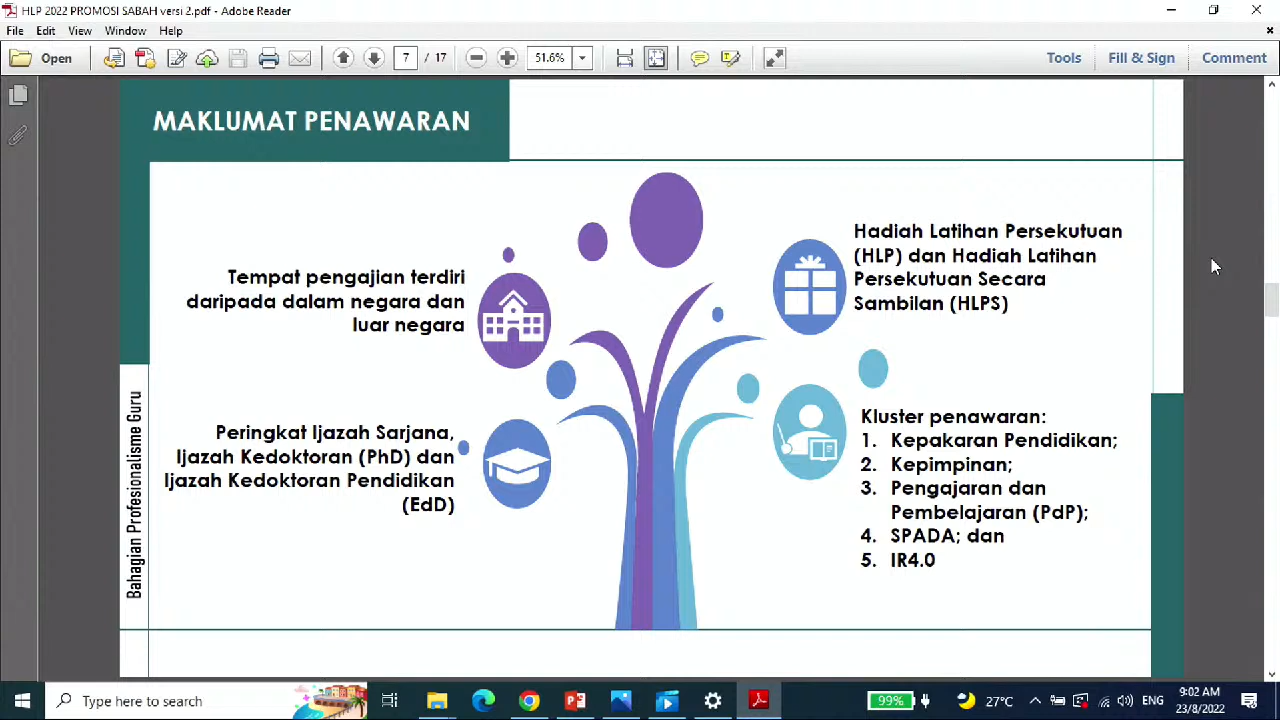 HLP 2022 PROMOSI SABAH versi 2.pdf - Adobe Reader
File Edit View Window Help
Open 7 / 17 51.6% Tools Fill & Sign Comment
MAKLUMAT PENAWARAN
Tempat pengajian terdiri
daripada dalam negara dan
luar negara
Peringkat Ijazah Sarjana,
Ijazah Kedoktoran (PhD) dan
Ijazah Kedoktoran Pendidikan
(EdD)
Hadiah Latihan Persekutuan
(HLP) dan Hadiah Latihan
Persekutuan Secara
Sambilan (HLPS)
Kluster penawaran:
1. Kepakaran Pendidikan;
2. Kepimpinan;
3. Pengajaran dan
Pembelajaran (PdP);
4. SPADA; dan
5. IR4.0
Bahagian Profesionalisme Guru
Type here to search
99% 27°C ENG
9:02 AM
23/8/2022